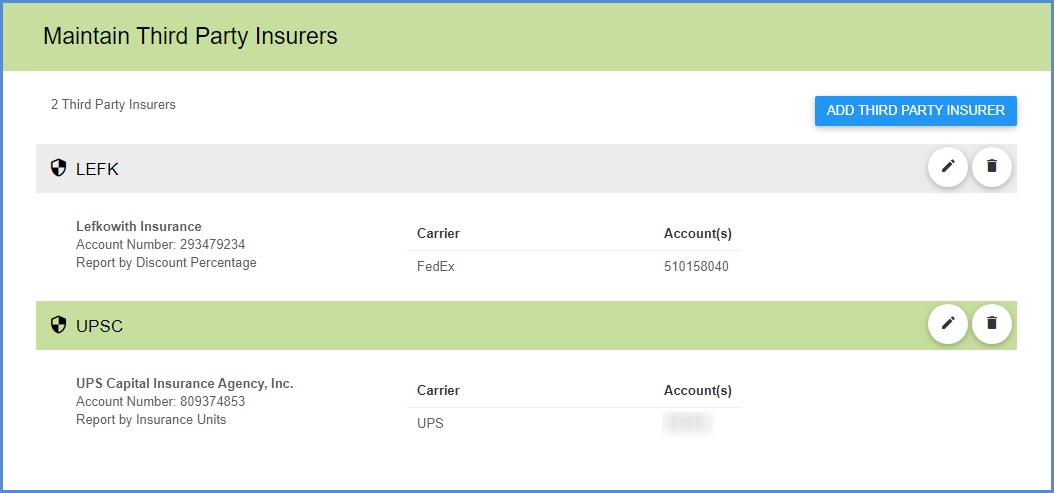 Maintain Third Party Insurers
2 Third Party Insurers
ADD THIRD PARTY INSURER
LEFK
Lefkowith Insurance
Account Number: 293479234
Report by Discount Percentage
Carrier Account(s)
FedEx 510158040
UPSC
UPS Capital Insurance Agency, Inc.
Account Number: 809374853
Report by Insurance Units
Carrier Account(s)
UPS